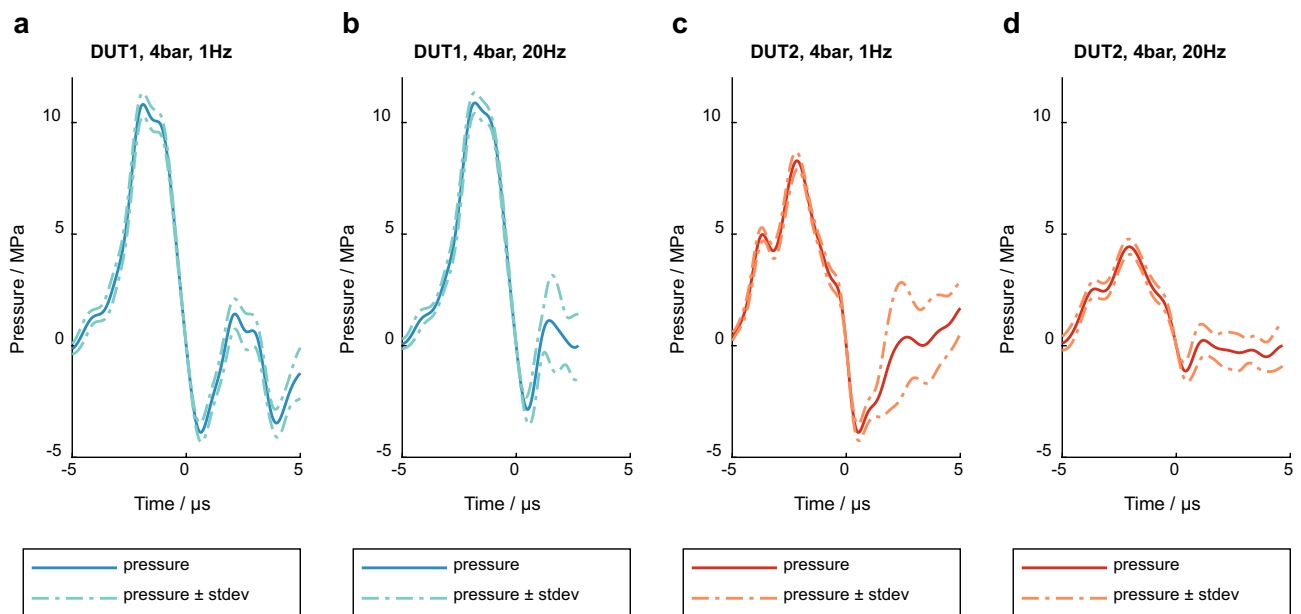 a
DUT1, 4bar, 1Hz
Pressure / MPa
10
5
0
-5
-5 0 5
Time / μs
pressure
pressure ± stdev
b
DUT1, 4bar, 20Hz
Pressure / MPa
10
5
0
-5
-5 0 5
Time / μs
pressure
pressure ± stdev
c
DUT2, 4bar, 1Hz
Pressure / MPa
10
5
0
-5
-5 0 5
Time / μs
pressure
pressure ± stdev
d
DUT2, 4bar, 20Hz
Pressure / MPa
10
5
0
-5
-5 0 5
Time / μs
pressure
pressure ± stdev